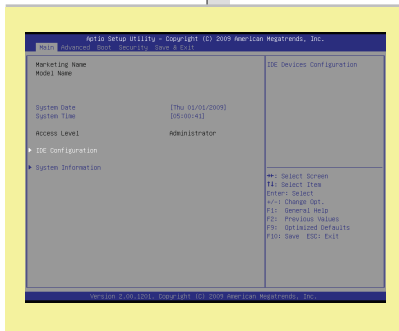 Aptio Setup Utility - Copyright (C) 2009 American Megatrends, Inc.
Main Advanced Boot Security Save & Exit
Marketing Name
Model Name
System Date [Thu 01/01/2009]
System Time [05:00:41]
Access Level Administrator
▶ IDE Configuration
▶ System Information
IDE Devices Configuration
→←: Select Screen
↑↓: Select Item
Enter: Select
+/-: Change Opt.
F1: General Help
F2: Previous Values
F9: Optimized Defaults
F10: Save ESC: Exit
Version 2.00.1201. Copyright (C) 2009 American Megatrends, Inc.